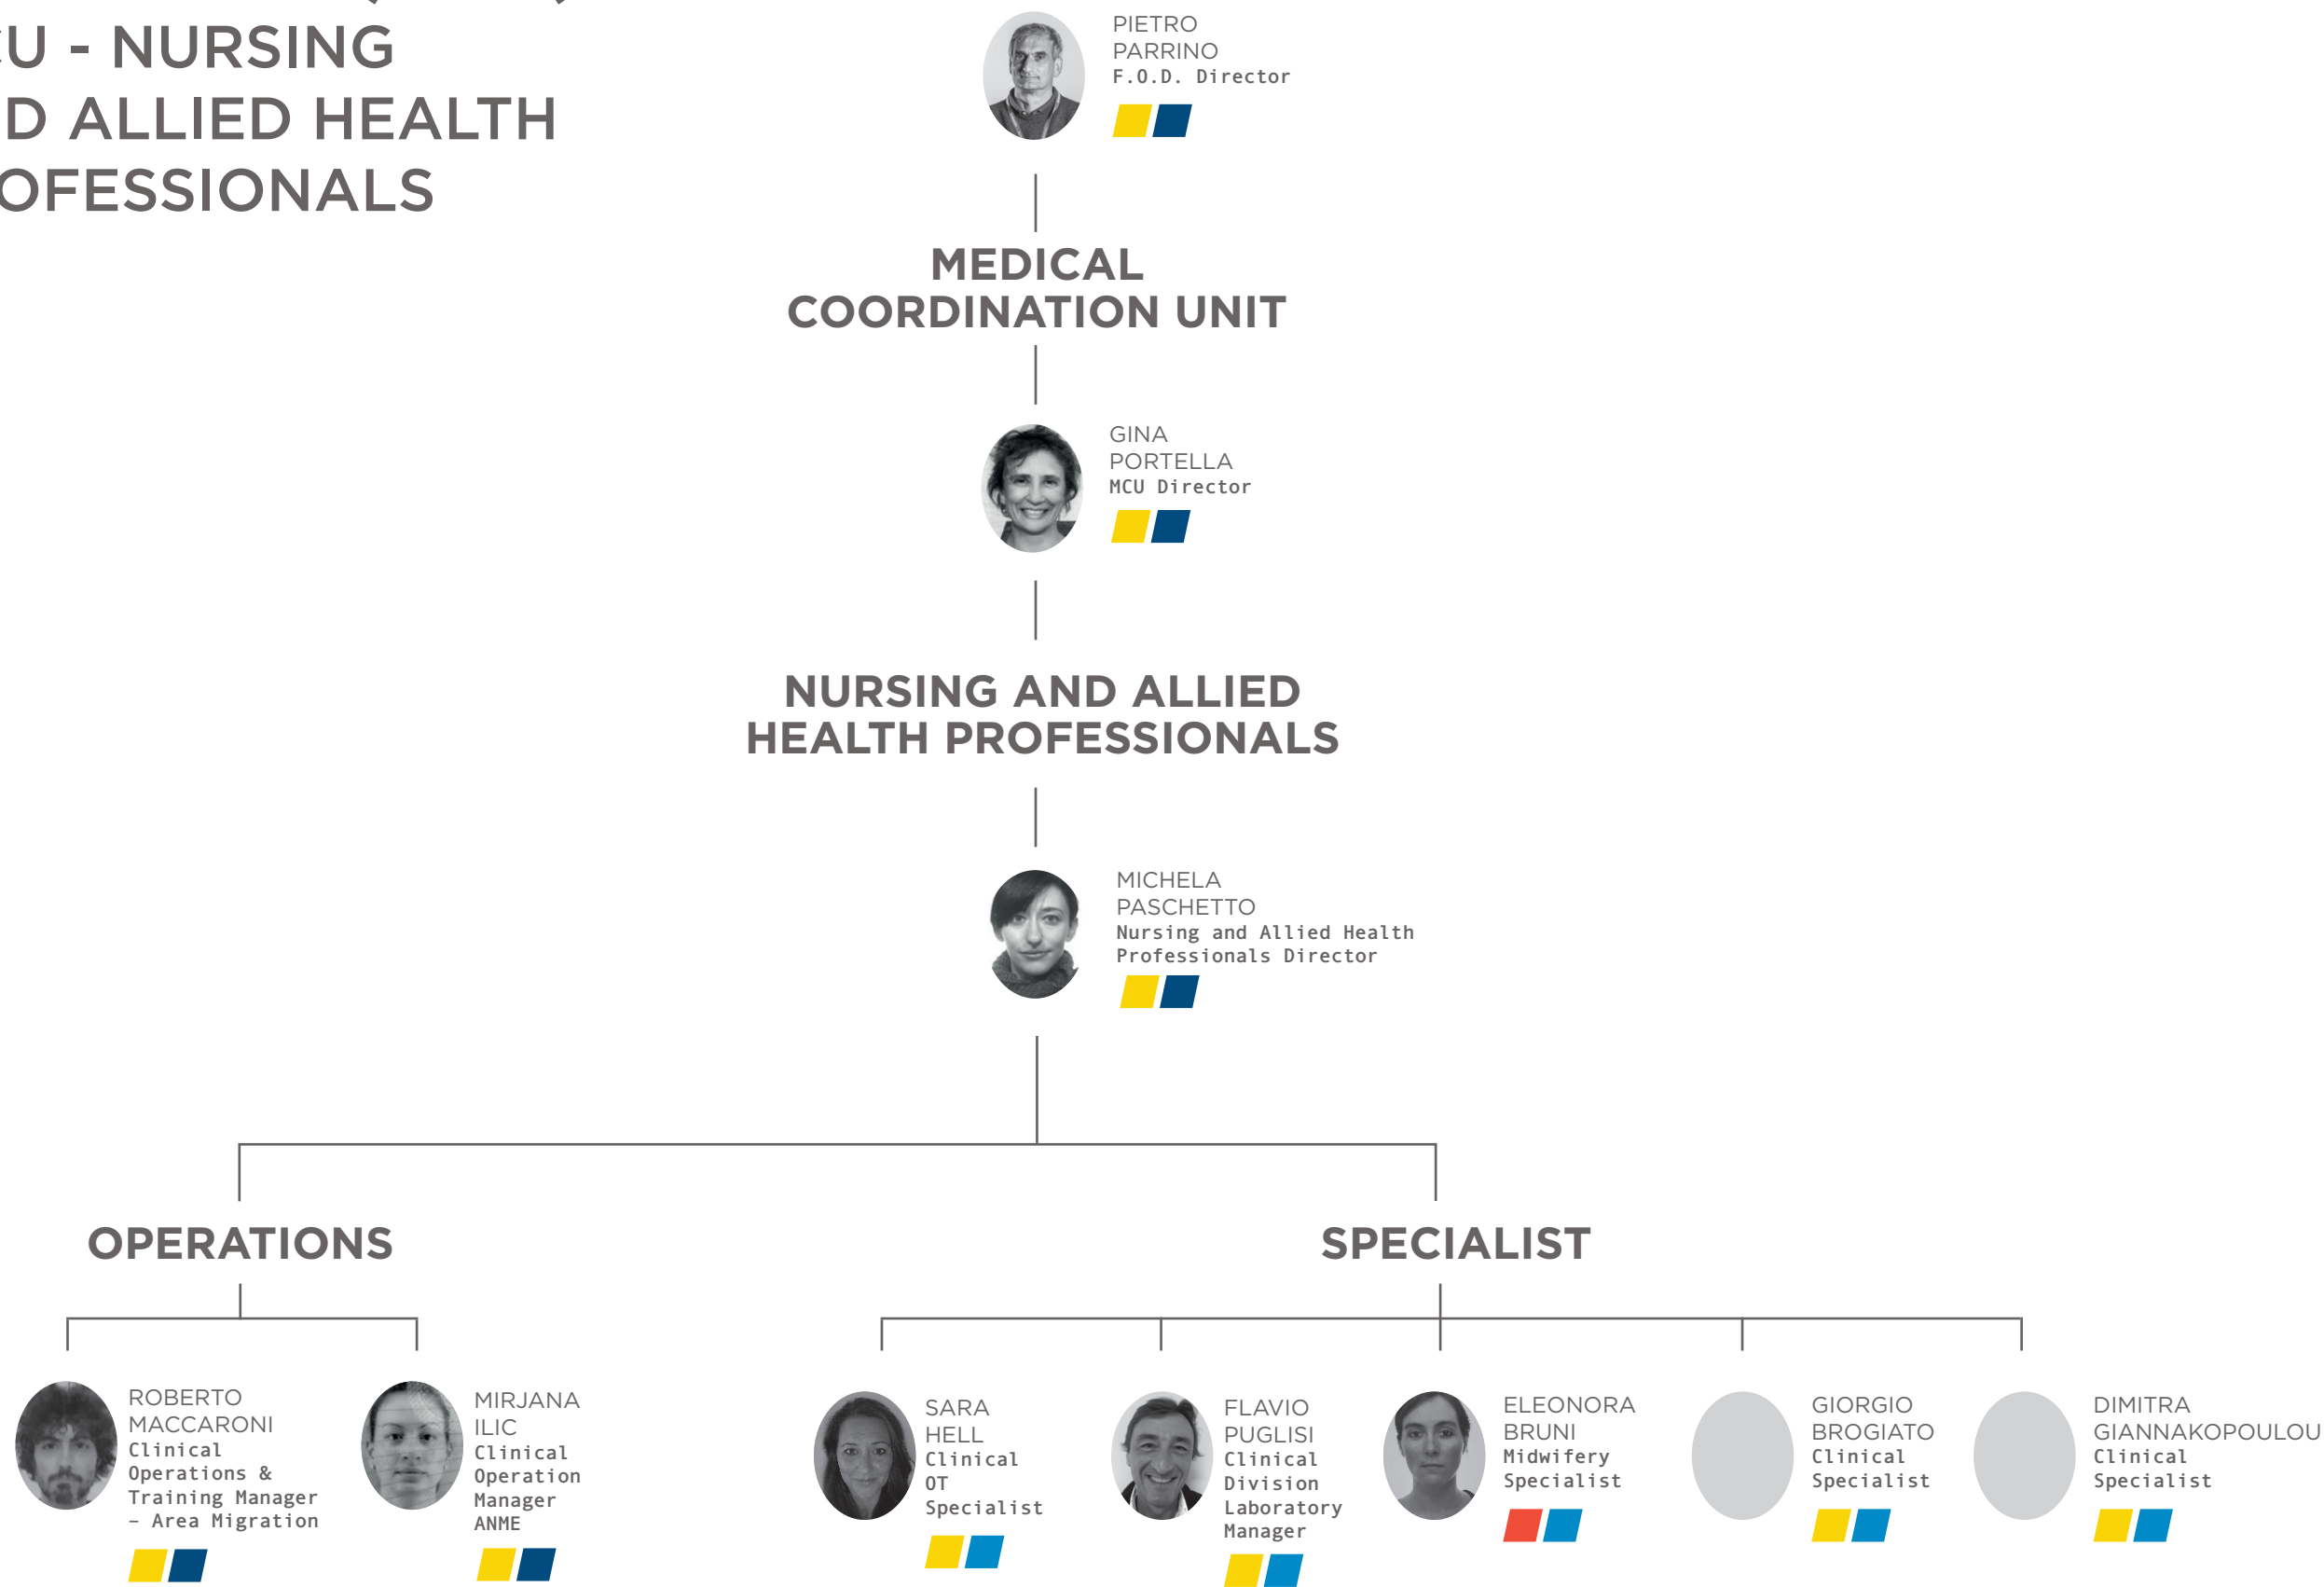 - NURSING
ALLIED HEALTH
PIETRO
PARRINO
F.O.D. Director
MEDICAL
COORDINATION UNIT
GINA
PORTELLA
MCU Director
NURSING AND ALLIED
HEALTH PROFESSIONALS
MICHELA
PASCHETTO
Nursing and Allied Health
Professionals Director
OPERATIONS
SPECIALIST
ROBERTO
MACCARONI
Clinical
Operations &
Training Manager
– Area Migration
MIRJANA
ILIC
Clinical
Operation
Manager
ANME
SARA
HELL
Clinical
OT
Specialist
FLAVIO
PUGLISI
Clinical
Division
Laboratory
Manager
ELEONORA
BRUNI
Midwifery
Specialist
GIORGIO
BROGIATO
Clinical
Specialist
DIMITRA
GIANNAKOPOULOU
Clinical
Specialist